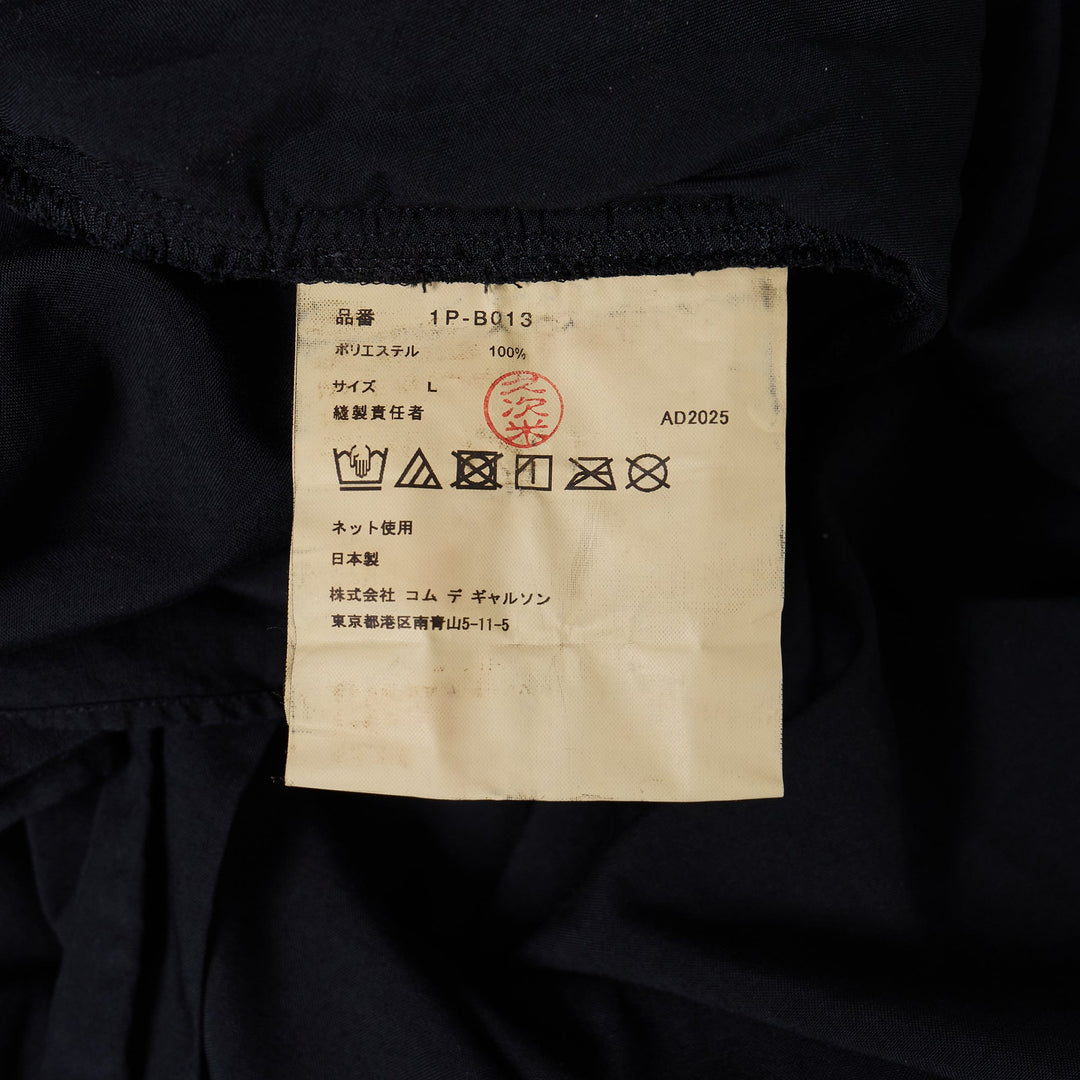 品番 1P-B013
ポリエステル 100%
サイズ L
縫製責任者 AD2025
ネット使用
日本製
株式会社 コム デ ギャルソン
東京都港区南青山5-11-5